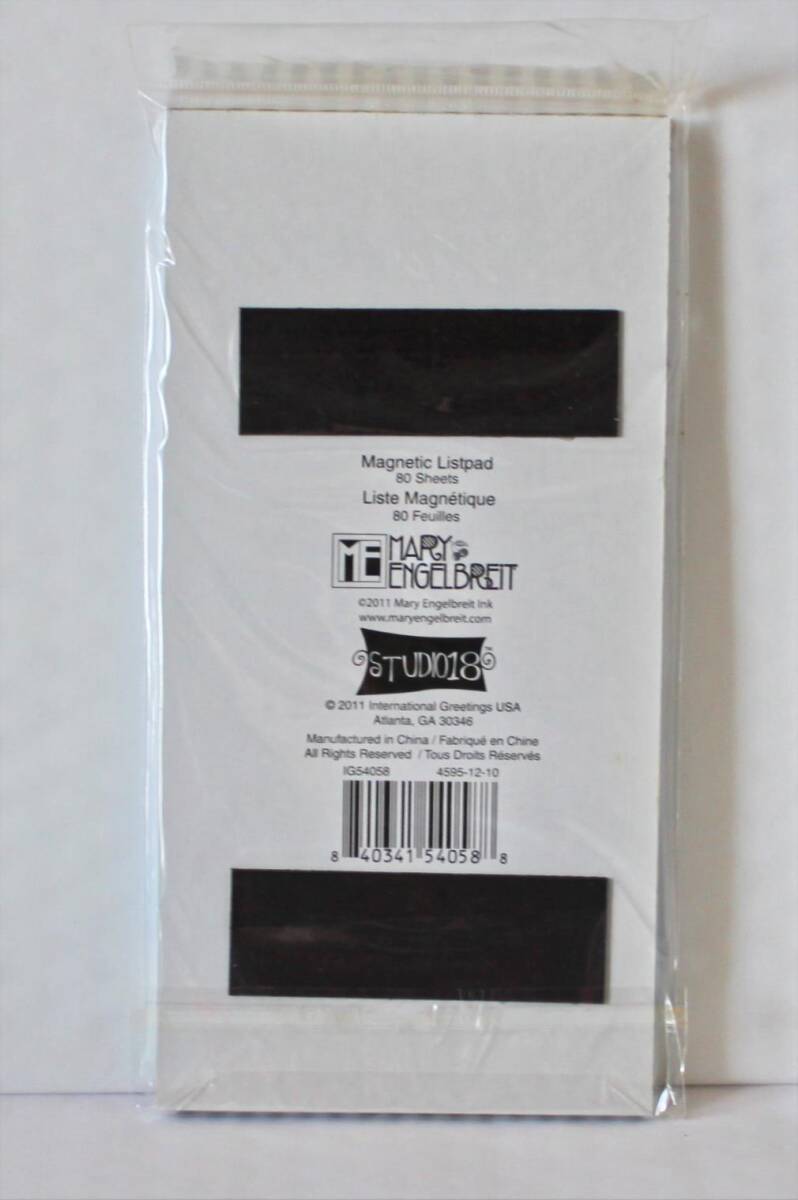 Magnetic Listpad
80 Sheets
Liste Magnétique
80 Feuilles
ME MARY
ENGELBREIT
©2011 Mary Engelbreit Ink
www.maryengelbreit.com
STUDIO18™
© 2011 International Greetings USA
Atlanta, GA 30346
Manufactured in China / Fabriqué en Chine
All Rights Reserved / Tous Droits Réservés
IG54058 4595-12-10
8 40341 54058 8